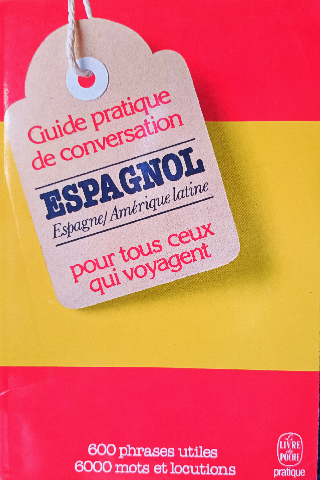 Guide pratique
de conversation
ESPAGNOL
Espagne/Amérique latine
pour tous ceux
qui voyagent
600 phrases utiles
6000 mots et locutions
Le
LIVRE
de
POCHE
pratique